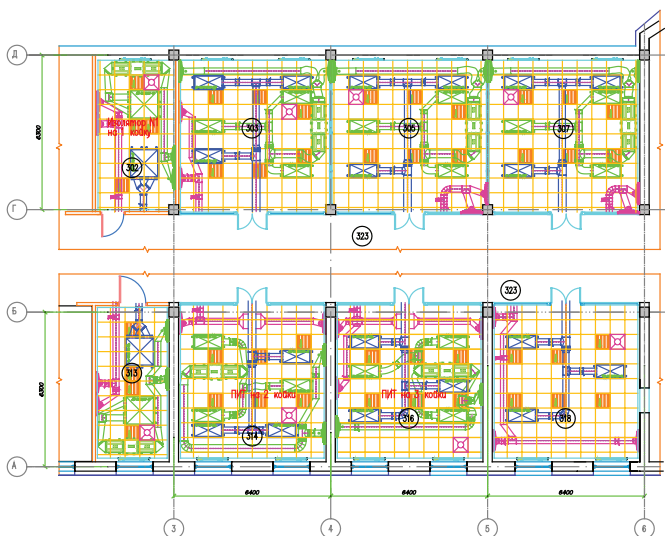 Д
6300
Изолятор N1
на 1 койку
302
303
305
307
Г
323
323
Б
6300
313
ПИТ на 2 койки
314
ПИТ на 3 койки
316
318
А
6400
6400
6400
3
4
5
6